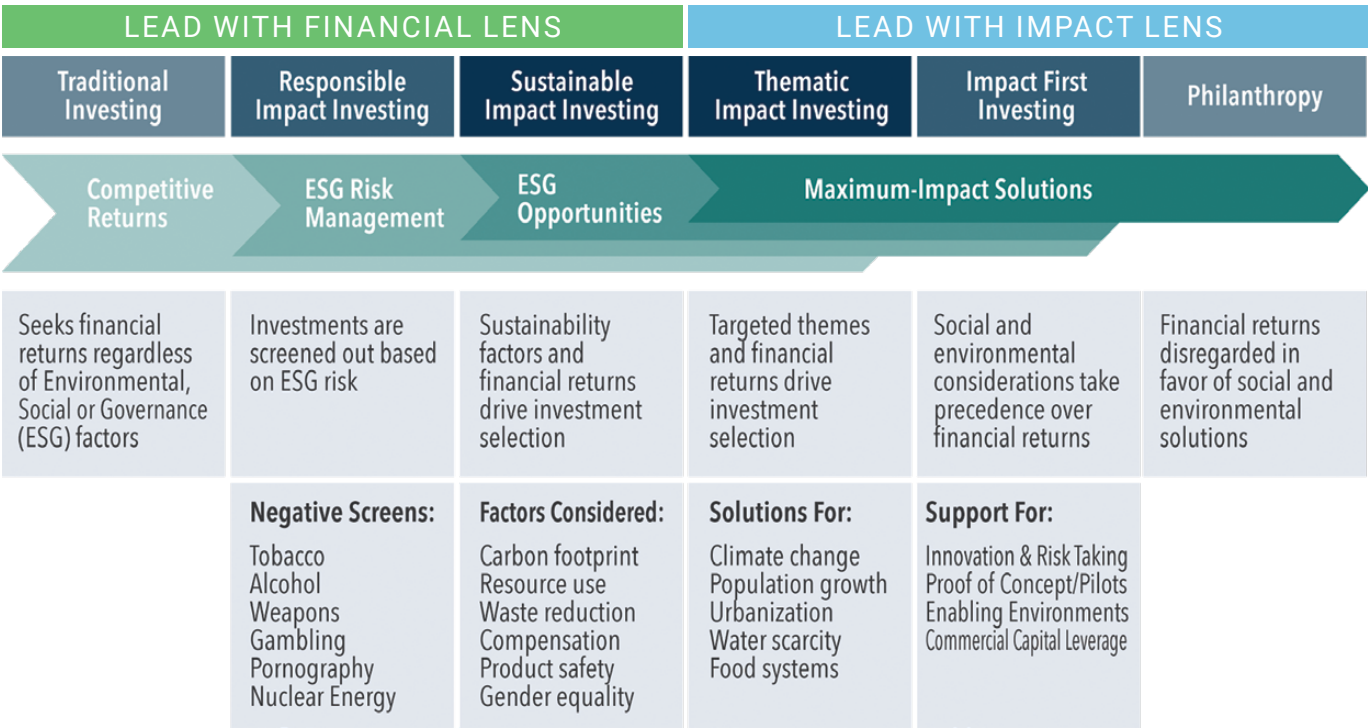 LEAD WITH FINANCIAL LENS
LEAD WITH IMPACT LENS
Traditional
Investing
Responsible
Impact Investing
Sustainable
Impact Investing
Thematic
Impact Investing
Impact First
Investing
Philanthropy
Competitive
Returns
ESG Risk
Management
ESG
Opportunities
Maximum-Impact Solutions
Seeks financial
returns regardless
of Environmental,
Social or Governance
(ESG) factors
Investments are
screened out based
on ESG risk
Sustainability
factors and
financial returns
drive investment
selection
Targeted themes
and financial
returns drive
investment
selection
Social and
environmental
considerations take
precedence over
financial returns
Financial returns
disregarded in
favor of social and
environmental
solutions
Negative Screens:
Tobacco
Alcohol
Weapons
Gambling
Pornography
Nuclear Energy
Factors Considered:
Carbon footprint
Resource use
Waste reduction
Compensation
Product safety
Gender equality
Solutions For:
Climate change
Population growth
Urbanization
Water scarcity
Food systems
Support For:
Innovation & Risk Taking
Proof of Concept/Pilots
Enabling Environments
Commercial Capital Leverage